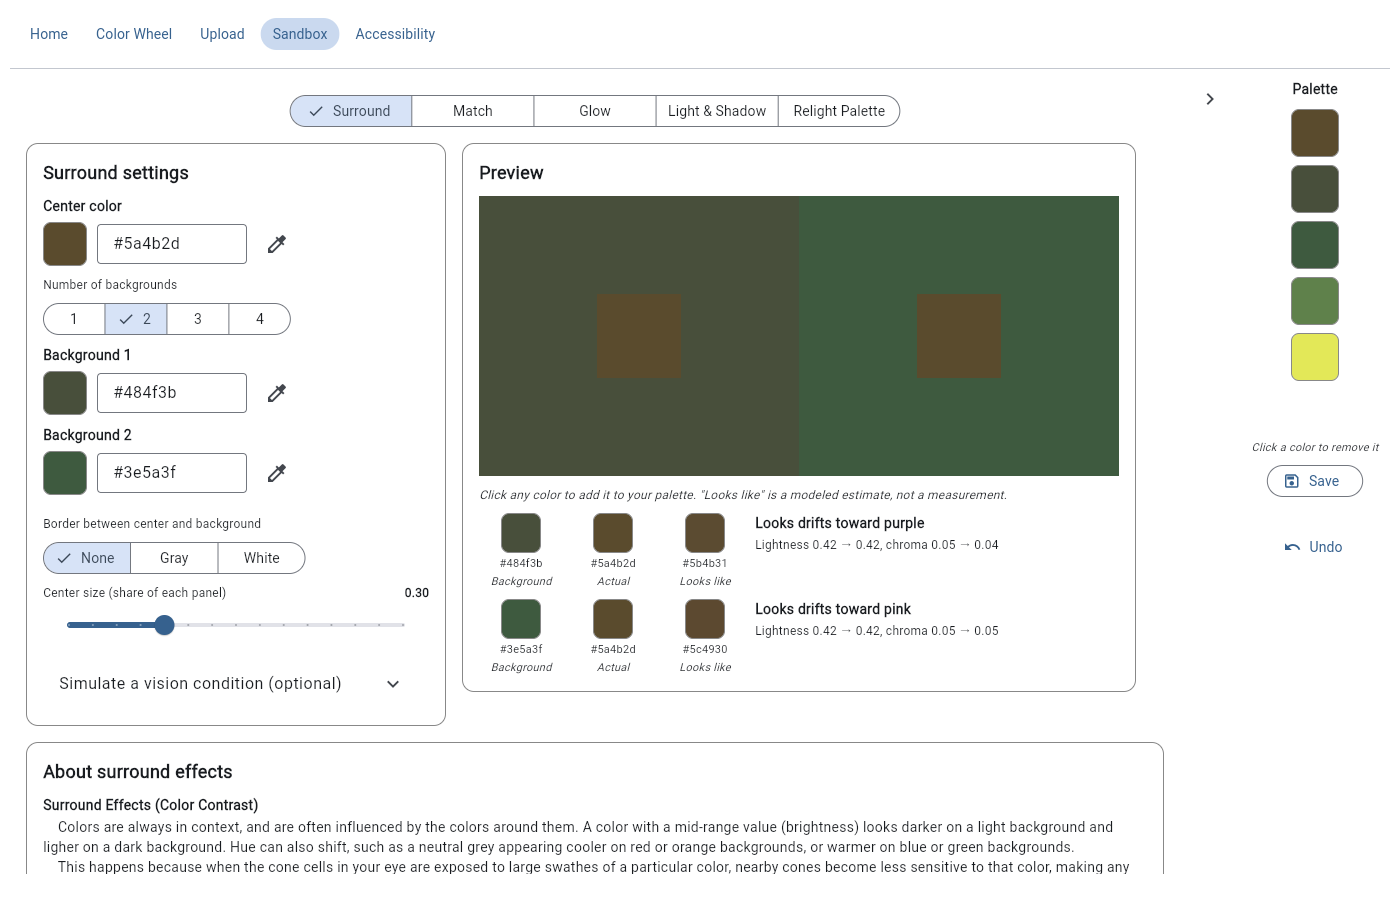 Home
Color Wheel
Upload
Sandbox
Accessibility
Surround
Match
Glow
Light & Shadow
Relight Palette
Surround settings
Center color
#5a4b2d
Number of backgrounds
1
2
3
4
Background 1
#484f3b
Background 2
#3e5a3f
Border between center and background
None
Gray
White
Center size (share of each panel)
0.30
Simulate a vision condition (optional)
Preview
Click any color to add it to your palette. "Looks like" is a modeled estimate, not a measurement.
#484f3b
Background
#5a4b2d
Actual
#5b4b31
Looks like
Looks drifts toward purple
Lightness 0.42 → 0.42, chroma 0.05 → 0.04
#3e5a3f
Background
#5a4b2d
Actual
#5c4930
Looks like
Looks drifts toward pink
Lightness 0.42 → 0.42, chroma 0.05 → 0.05
Palette
Click a color to remove it
Save
Undo
About surround effects
Surround Effects (Color Contrast)
Colors are always in context, and are often influenced by the colors around them. A color with a mid-range value (brightness) looks darker on a light background and
ligher on a dark background. Hue can also shift, such as a neutral grey appearing cooler on red or orange backgrounds, or warmer on blue or green backgrounds.
This happens because when the cone cells in your eye are exposed to large swathes of a particular color, nearby cones become less sensitive to that color, making any